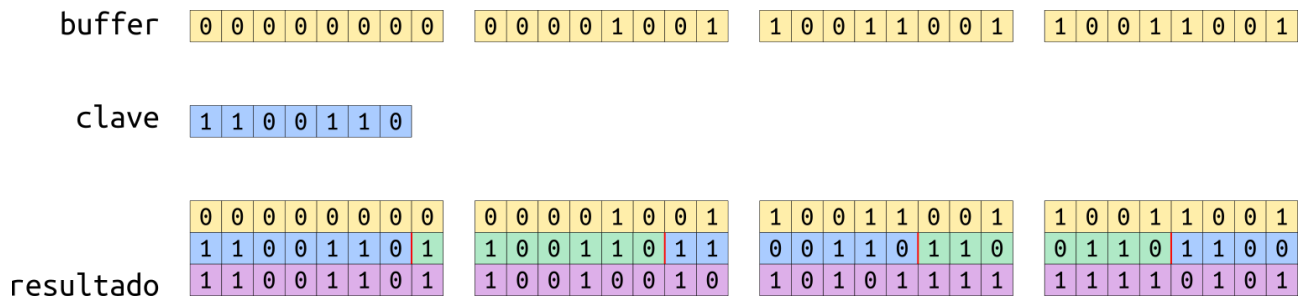 buffer 0 0 0 0 0 0 0 0 0 0 0 0 1 0 0 1 1 0 0 1 1 0 0 1 1 0 0 1 1 0 0 1
clave 1 1 0 0 1 1 0
0 0 0 0 0 0 0 0 0 0 0 0 1 0 0 1 1 0 0 1 1 0 0 1 1 0 0 1 1 0 0 1
1 1 0 0 1 1 0 1 1 0 0 1 1 0 1 1 0 0 1 1 0 1 1 0 0 1 1 0 1 1 0 0
resultado 1 1 0 0 1 1 0 1 1 0 0 1 0 0 1 0 1 0 1 0 1 1 1 1 1 1 1 1 0 1 0 1